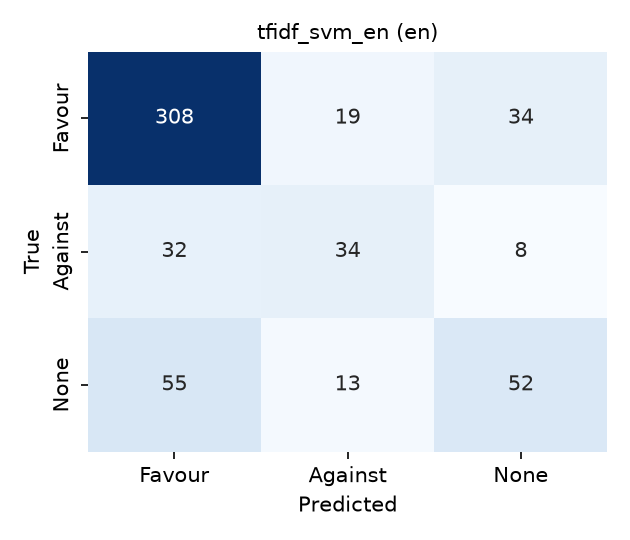 tfidf_svm_en (en)
True
Favour
308 19 34
Against
32 34 8
None
55 13 52
Favour Against None
Predicted